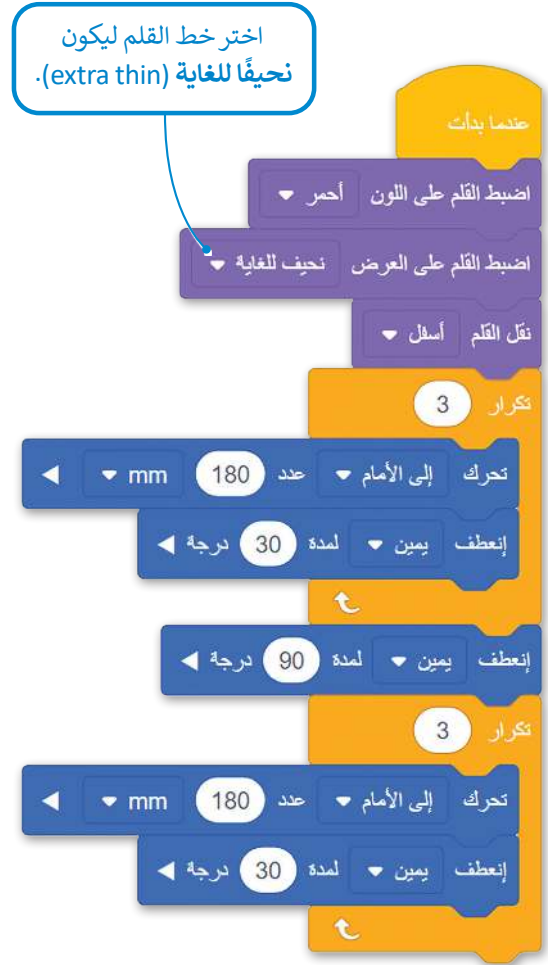 اختر خط القلم ليكون
نحيفًا للغاية (extra thin).
عندما بدأت
اضبط القلم على اللون أحمر
اضبط القلم على العرض نحيف للغاية
نقل القلم أسفل
تكرار 3
تحرك إلى الأمام عدد 180 mm
إنعطف يمين لمدة 30 درجة
إنعطف يمين لمدة 90 درجة
تكرار 3
تحرك إلى الأمام عدد 180 mm
إنعطف يمين لمدة 30 درجة